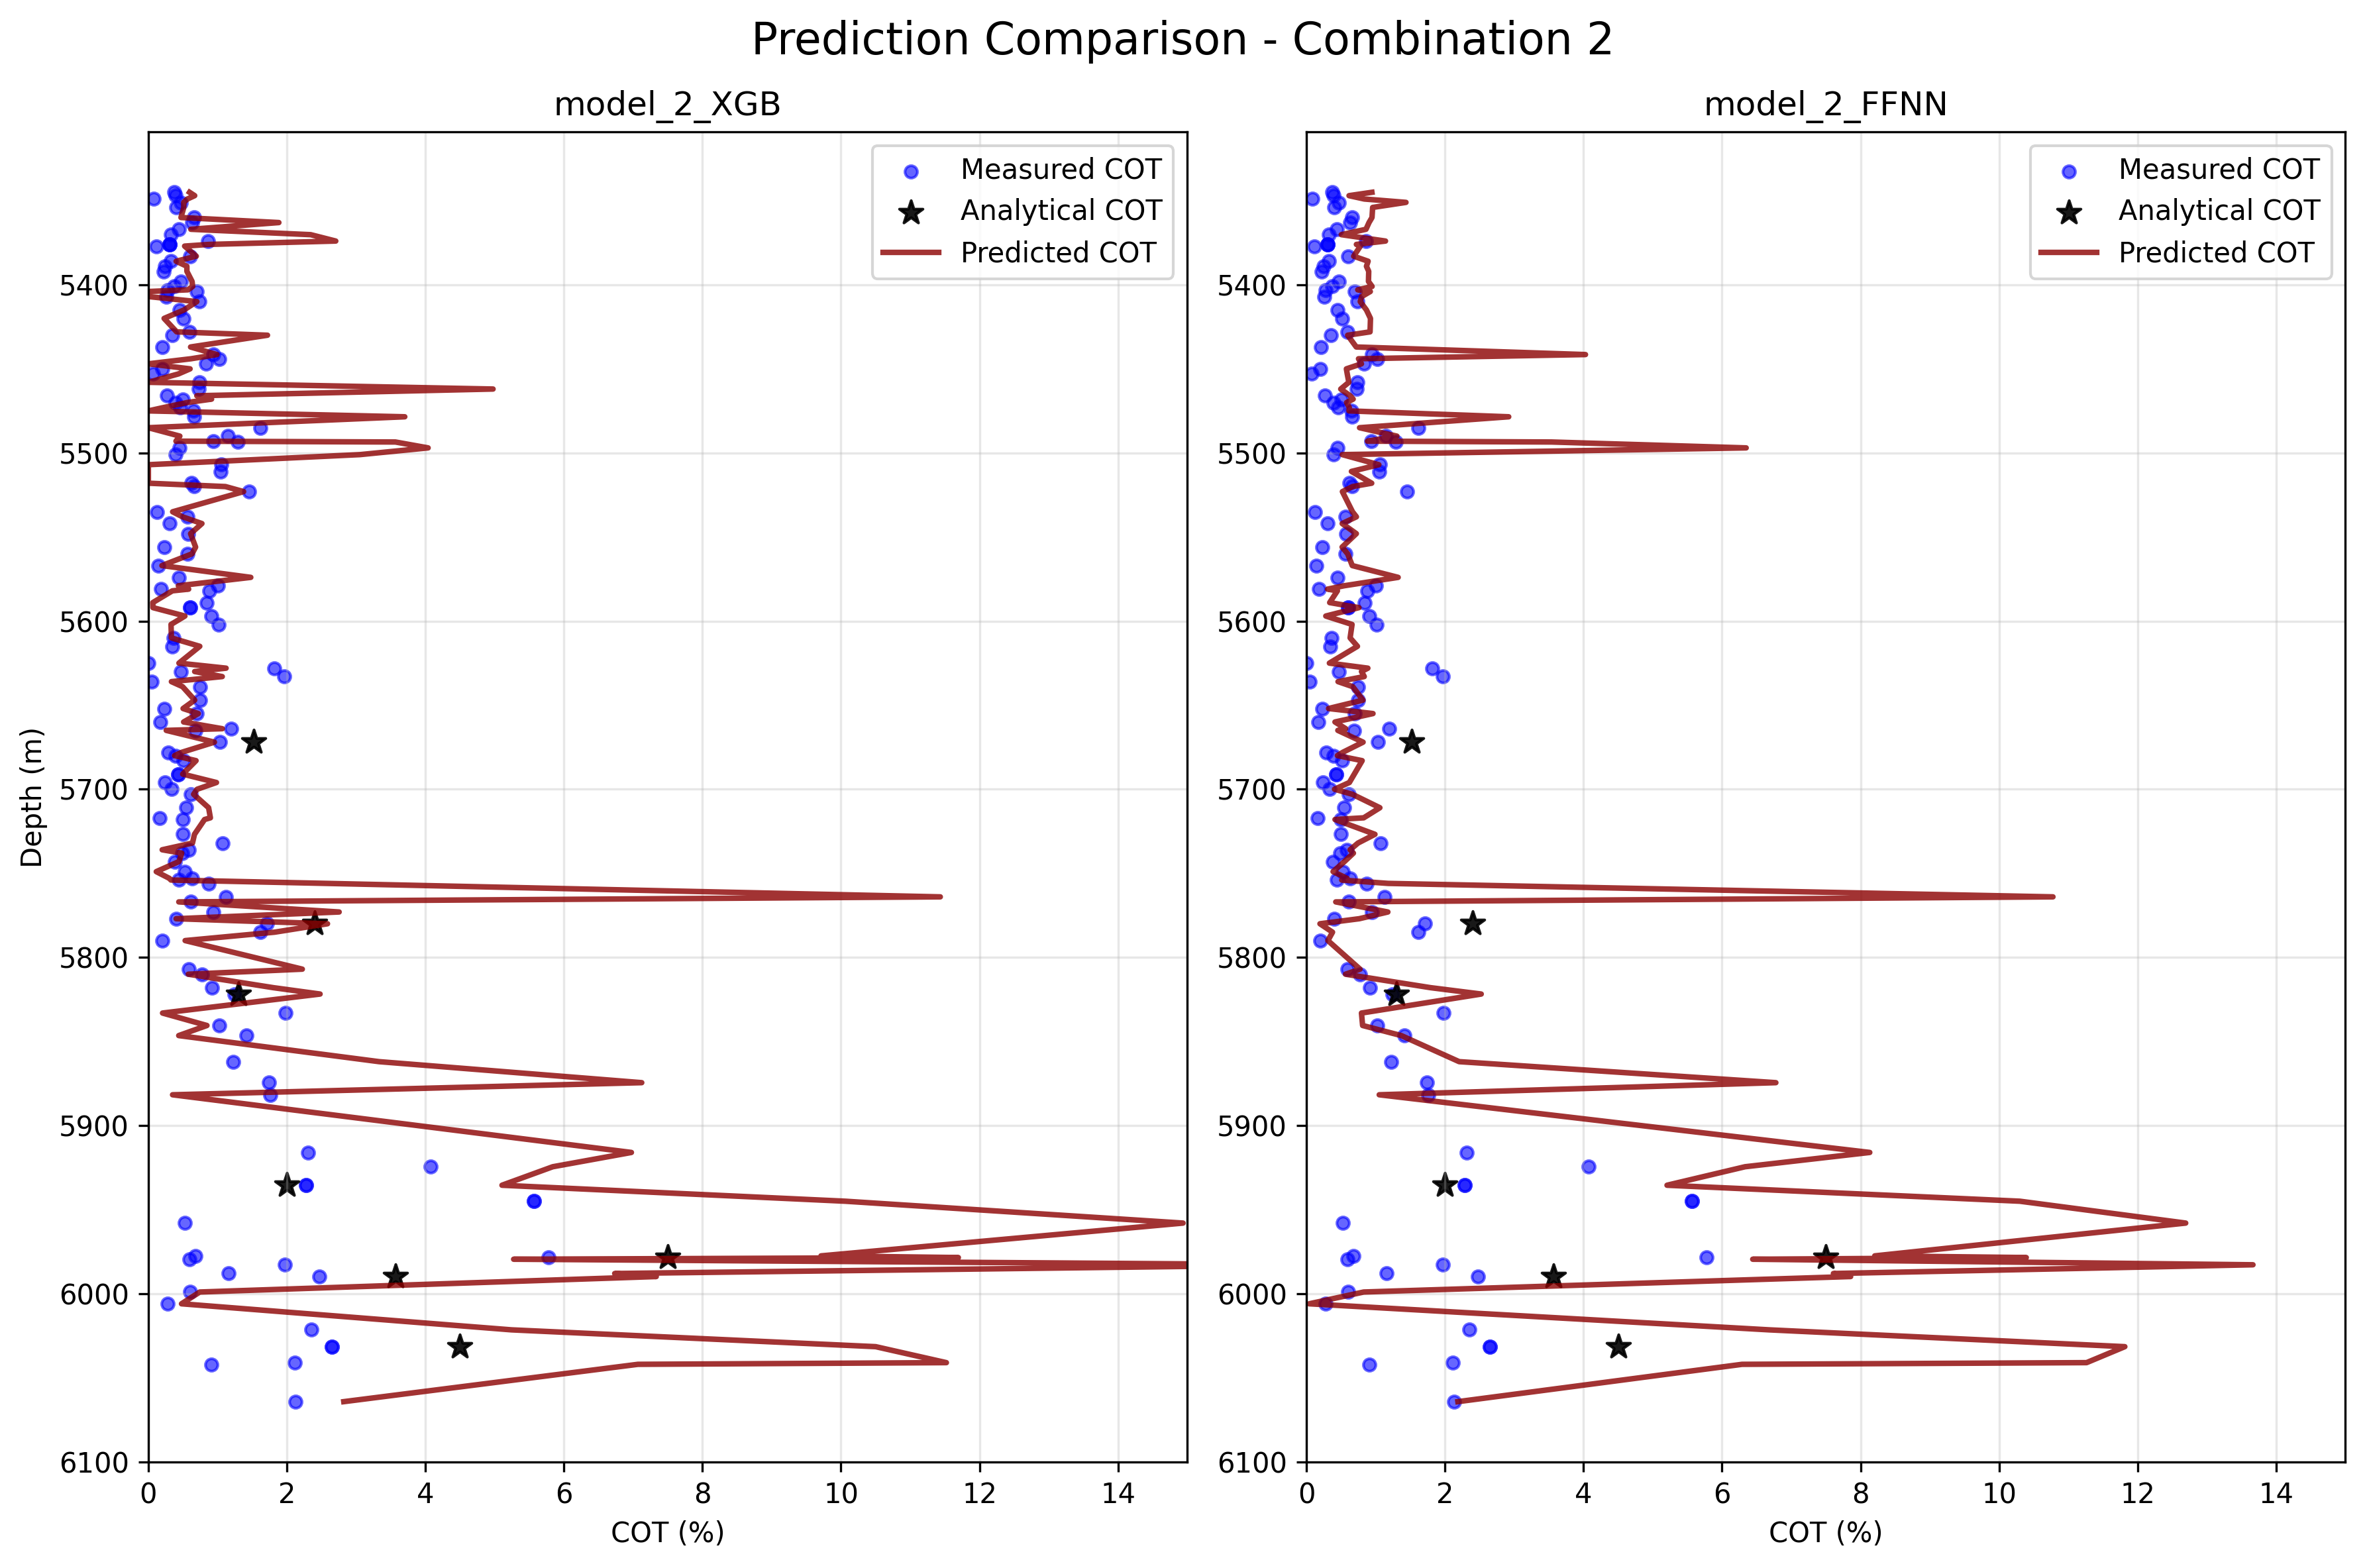 Prediction Comparison - Combination 2
model_2_XGB
Measured COT
Analytical COT
Predicted COT
Depth (m)
5400
5500
5600
5700
5800
5900
6000
6100
0 2 4 6 8 10 12 14
COT (%)
model_2_FFNN
Measured COT
Analytical COT
Predicted COT
5400
5500
5600
5700
5800
5900
6000
6100
0 2 4 6 8 10 12 14
COT (%)